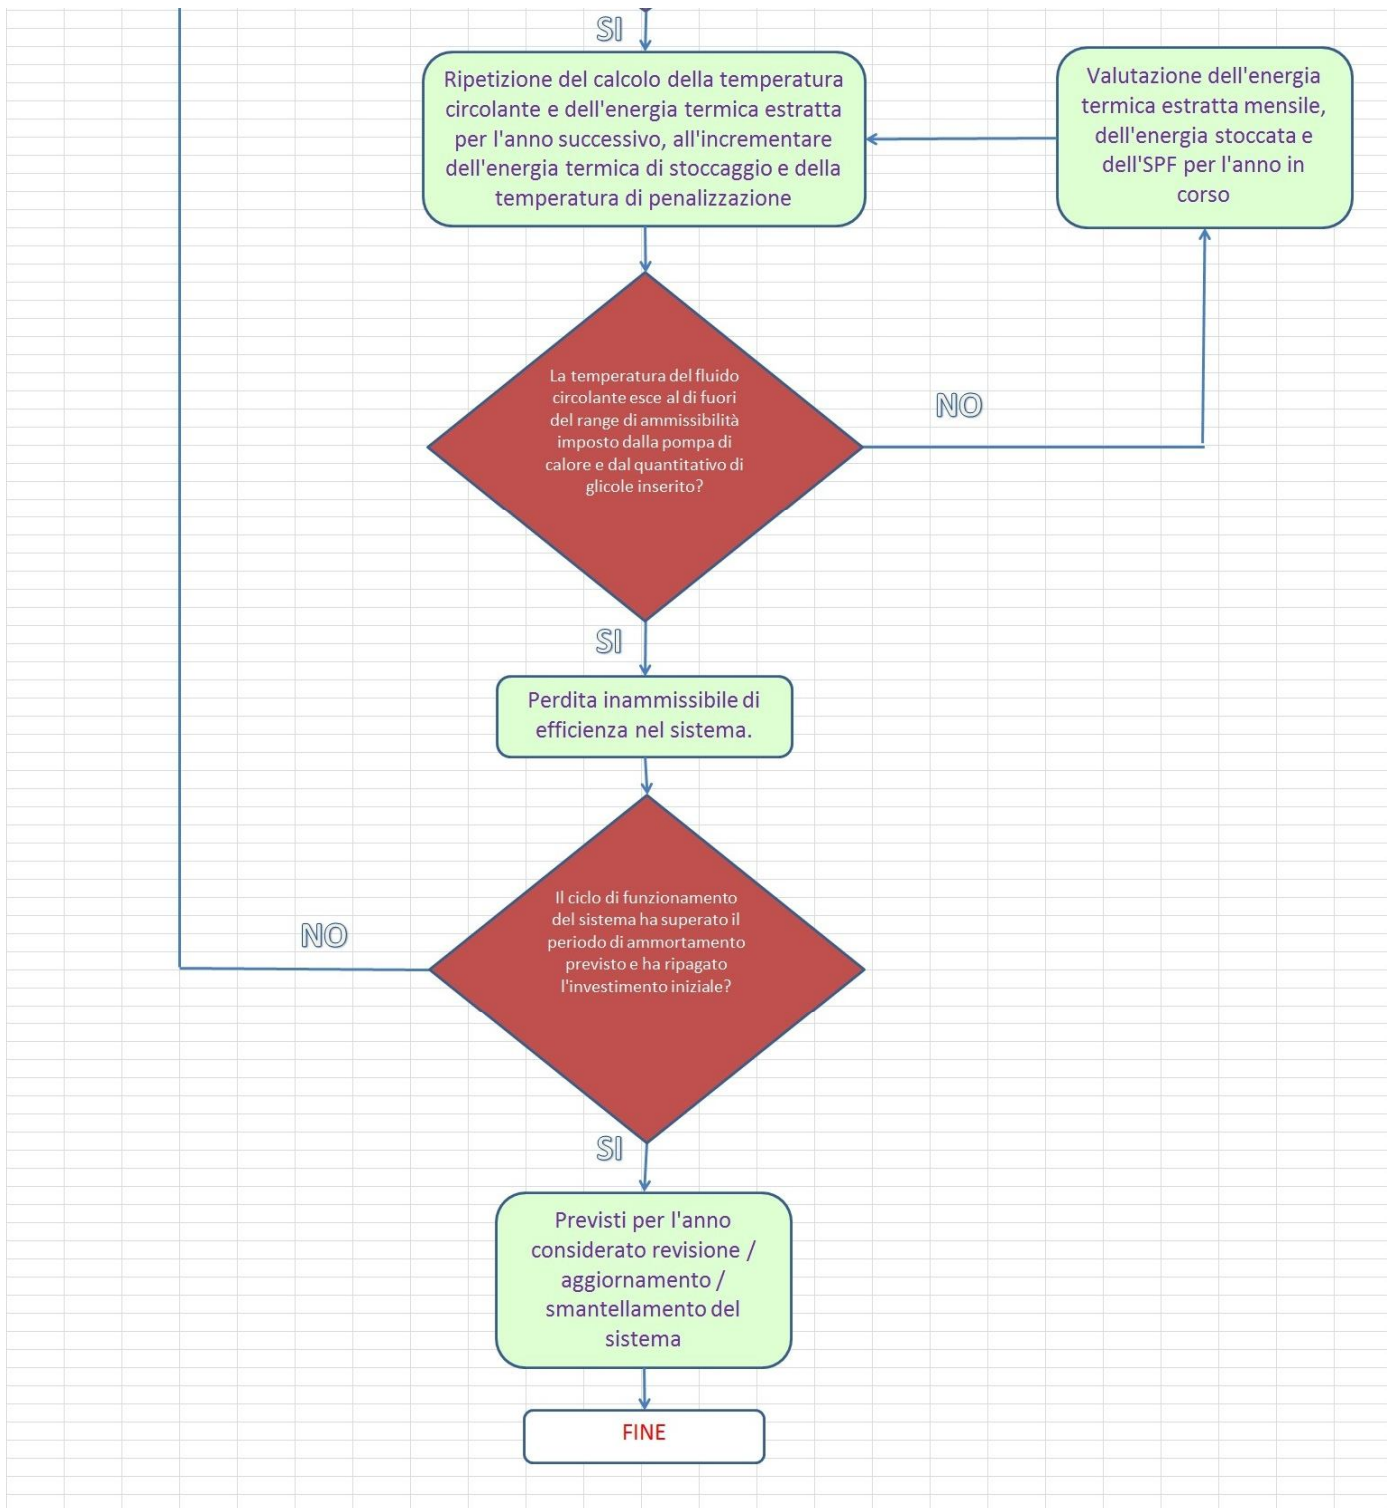 SI
Ripetizione del calcolo della temperatura
circolante e dell'energia termica estratta
per l'anno successivo, all'incrementare
dell'energia termica di stoccaggio e della
temperatura di penalizzazione
Valutazione dell'energia
termica estratta mensile,
dell'energia stoccata e
dell'SPF per l'anno in
corso
La temperatura del fluido
circolante esce al di fuori
del range di ammissibilità
imposto dalla pompa di
calore e dal quantitativo di
glicole inserito?
NO
SI
Perdita inammissibile di
efficienza nel sistema.
Il ciclo di funzionamento
del sistema ha superato il
periodo di ammortamento
previsto e ha ripagato
l'investimento iniziale?
NO
SI
Previsti per l'anno
considerato revisione /
aggiornamento /
smantellamento del
sistema
FINE